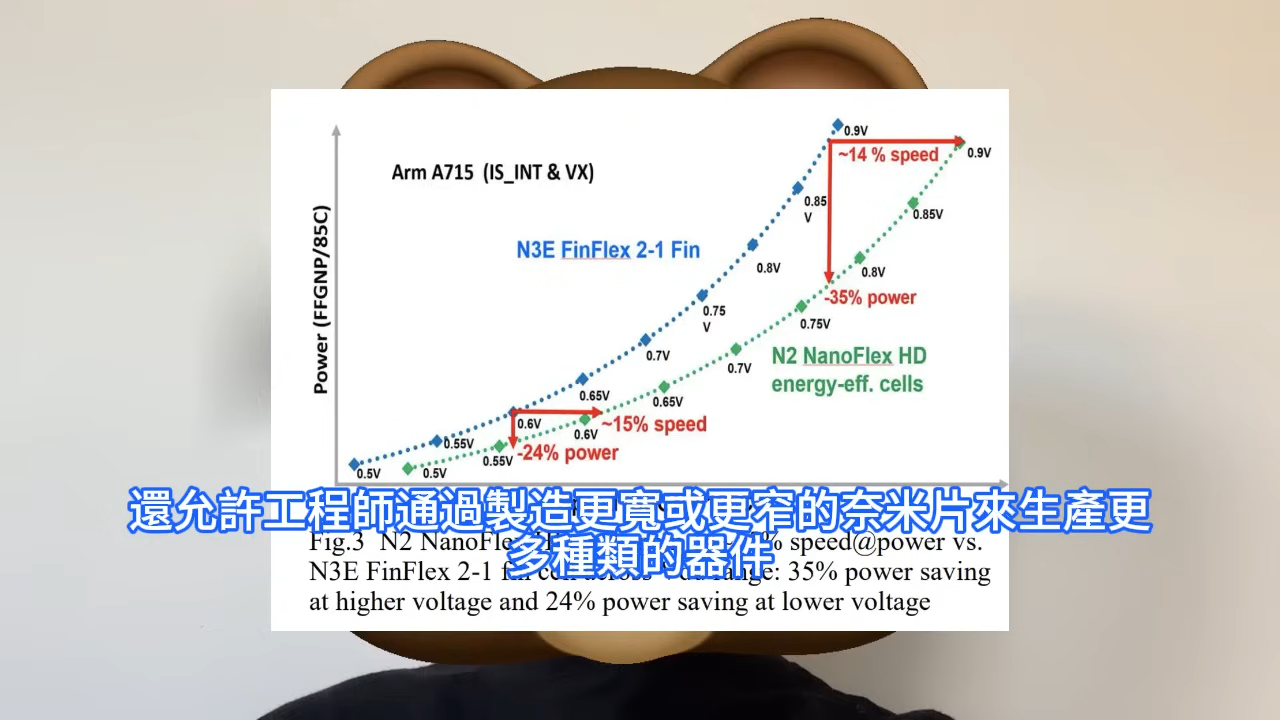 0.9V
~14 % speed
0.9V
Arm A715 (IS_INT & VX)
0.85
V
0.85V
N3E FinFlex 2-1 Fin
0.8V
0.8V
-35% power
0.75
V
0.75V
Power (FFGNP/85C)
0.7V
0.7V
N2 NanoFlex HD
energy-eff. cells
0.65V
0.65V
0.6V
0.6V
~15% speed
0.55V
0.55V
-24% power
0.5V
0.5V
還允許工程師通過製造更寬或更窄的奈米片來生產更
多種類的器件
Fig.3 N2 speed@power vs.
N3E FinFlex 2-1 range: 35% power saving
at higher voltage and 24% power saving at lower voltage